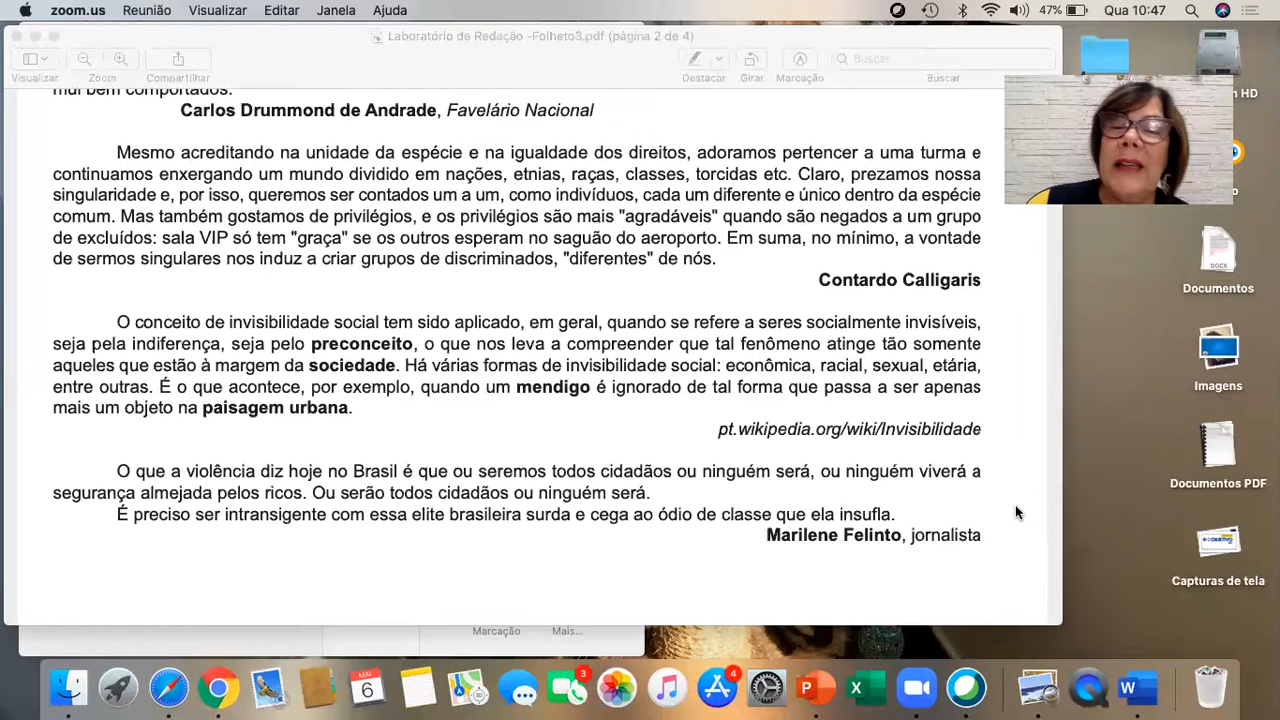 zoom.us Reunião Visualizar Editar Janela Ajuda 47% Qua 10:47
Laboratório de Redação -Folheto3.pdf (página 2 de 4)
Visualizar Zoom Compartilhar Destacar Girar Marcação Buscar
Buscar
mui bem comportados.
Carlos Drummond de Andrade, Favelário Nacional
Mesmo acreditando na unidade da espécie e na igualdade dos direitos, adoramos pertencer a uma turma e
continuamos enxergando um mundo dividido em nações, etnias, raças, classes, torcidas etc. Claro, prezamos nossa
singularidade e, por isso, queremos ser contados um a um, como indivíduos, cada um diferente e único dentro da espécie
comum. Mas também gostamos de privilégios, e os privilégios são mais "agradáveis" quando são negados a um grupo
de excluídos: sala VIP só tem "graça" se os outros esperam no saguão do aeroporto. Em suma, no mínimo, a vontade
de sermos singulares nos induz a criar grupos de discriminados, "diferentes" de nós.
Contardo Calligaris
O conceito de invisibilidade social tem sido aplicado, em geral, quando se refere a seres socialmente invisíveis,
seja pela indiferença, seja pelo preconceito, o que nos leva a compreender que tal fenômeno atinge tão somente
aqueles que estão à margem da sociedade. Há várias formas de invisibilidade social: econômica, racial, sexual, etária,
entre outras. É o que acontece, por exemplo, quando um mendigo é ignorado de tal forma que passa a ser apenas
mais um objeto na paisagem urbana.
pt.wikipedia.org/wiki/Invisibilidade
O que a violência diz hoje no Brasil é que ou seremos todos cidadãos ou ninguém será, ou ninguém viverá a
segurança almejada pelos ricos. Ou serão todos cidadãos ou ninguém será.
É preciso ser intransigente com essa elite brasileira surda e cega ao ódio de classe que ela insufla.
Marilene Felinto, jornalista
Marcação Mais...
HD
DOCX
Documentos
Imagens
Documentos PDF
OBJETIVO
Capturas de tela
MAI
6
3
4
P
X
W